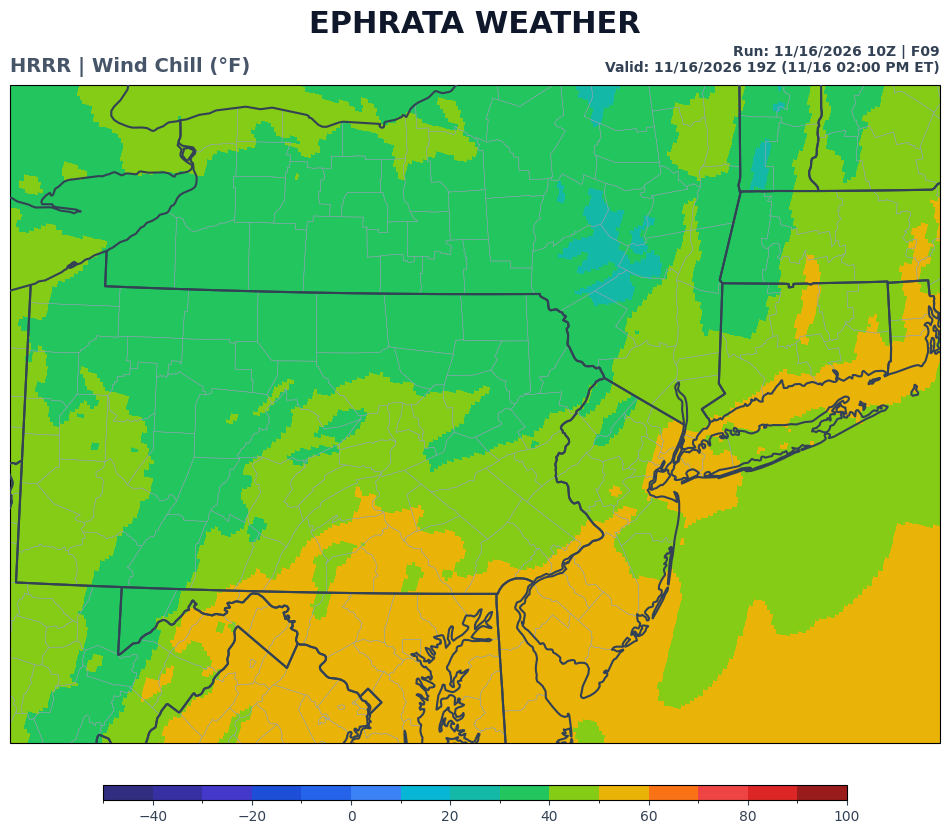 EPHRATA WEATHER
HRRR | Wind Chill (°F)
Run: 11/16/2026 10Z | F09
Valid: 11/16/2026 19Z (11/16 02:00 PM ET)
−40 −20 0 20 40 60 80 100